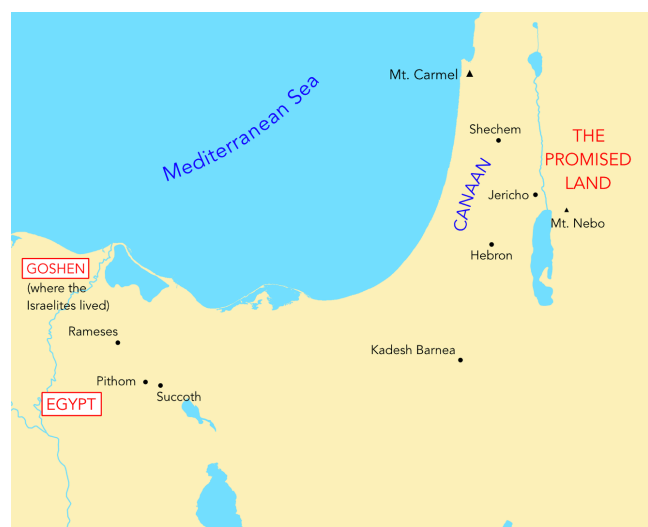 Mt. Carmel
Mediterranean Sea
Shechem
THE
PROMISED
LAND
CANAAN
Jericho
Mt. Nebo
Hebron
GOSHEN
(where the
Israelites lived)
Rameses
Kadesh Barnea
Pithom
Succoth
EGYPT